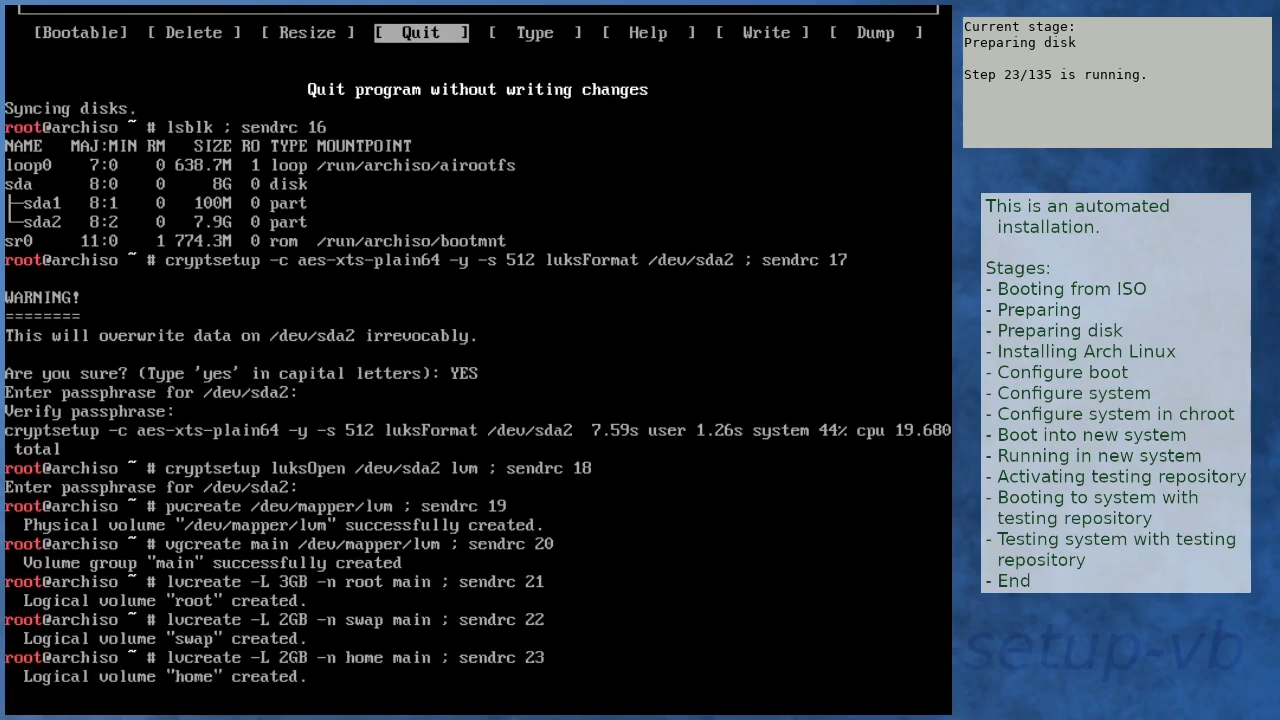 [Bootable]  [ Delete ]  [ Resize ]  [  Quit  ]  [  Type  ]  [  Help  ]  [  Write ]  [  Dump  ]
Quit program without writing changes
Syncing disks.
root@archiso ~ # lsblk ; sendrc 16
NAME   MAJ:MIN RM   SIZE RO TYPE MOUNTPOINT
loop0    7:0    0 638.7M  1 loop /run/archiso/airootfs
sda      8:0    0     8G  0 disk
├─sda1   8:1    0   100M  0 part
└─sda2   8:2    0   7.9G  0 part
sr0     11:0    1 774.3M  0 rom  /run/archiso/bootmnt
root@archiso ~ # cryptsetup -c aes-xts-plain64 -y -s 512 luksFormat /dev/sda2 ; sendrc 17
WARNING!
========
This will overwrite data on /dev/sda2 irrevocably.
Are you sure? (Type 'yes' in capital letters): YES
Enter passphrase for /dev/sda2:
Verify passphrase:
cryptsetup -c aes-xts-plain64 -y -s 512 luksFormat /dev/sda2  7.59s user 1.26s system 44% cpu 19.680
 total
root@archiso ~ # cryptsetup luksOpen /dev/sda2 lvm ; sendrc 18
Enter passphrase for /dev/sda2:
root@archiso ~ # pvcreate /dev/mapper/lvm ; sendrc 19
  Physical volume "/dev/mapper/lvm" successfully created.
root@archiso ~ # vgcreate main /dev/mapper/lvm ; sendrc 20
  Volume group "main" successfully created
root@archiso ~ # lvcreate -L 3GB -n root main ; sendrc 21
  Logical volume "root" created.
root@archiso ~ # lvcreate -L 2GB -n swap main ; sendrc 22
  Logical volume "swap" created.
root@archiso ~ # lvcreate -L 2GB -n home main ; sendrc 23
  Logical volume "home" created.
Current stage:
Preparing disk
Step 23/135 is running.
This is an automated
installation.
Stages:
- Booting from ISO
- Preparing
- Preparing disk
- Installing Arch Linux
- Configure boot
- Configure system
- Configure system in chroot
- Boot into new system
- Running in new system
- Activating testing repository
- Booting to system with
testing repository
- Testing system with testing
repository
- End
setup-vb